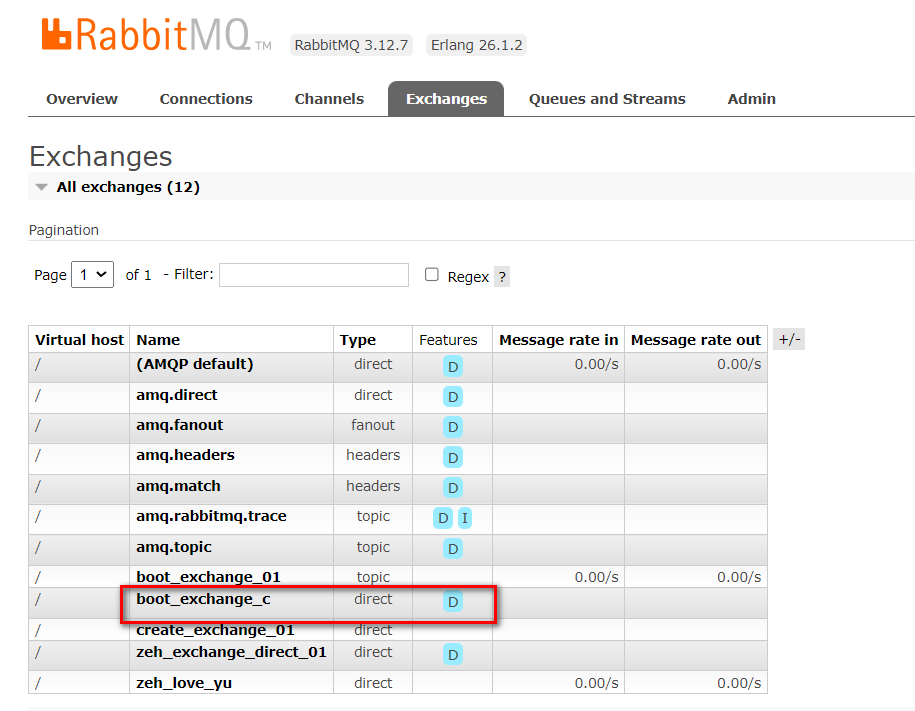 RabbitMQ TM RabbitMQ 3.12.7 Erlang 26.1.2
Overview Connections Channels Exchanges Queues and Streams Admin
Exchanges
All exchanges (12)
Pagination
Page 1 of 1 - Filter: Regex ?
Virtual host Name Type Features Message rate in Message rate out +/-
/ (AMQP default) direct D 0.00/s 0.00/s
/ amq.direct direct D
/ amq.fanout fanout D
/ amq.headers headers D
/ amq.match headers D
/ amq.rabbitmq.trace topic D I
/ amq.topic topic D
/ boot_exchange_01 topic 0.00/s 0.00/s
/ boot_exchange_c direct D
/ create_exchange_01 direct
/ zeh_exchange_direct_01 direct D
/ zeh_love_yu direct 0.00/s 0.00/s